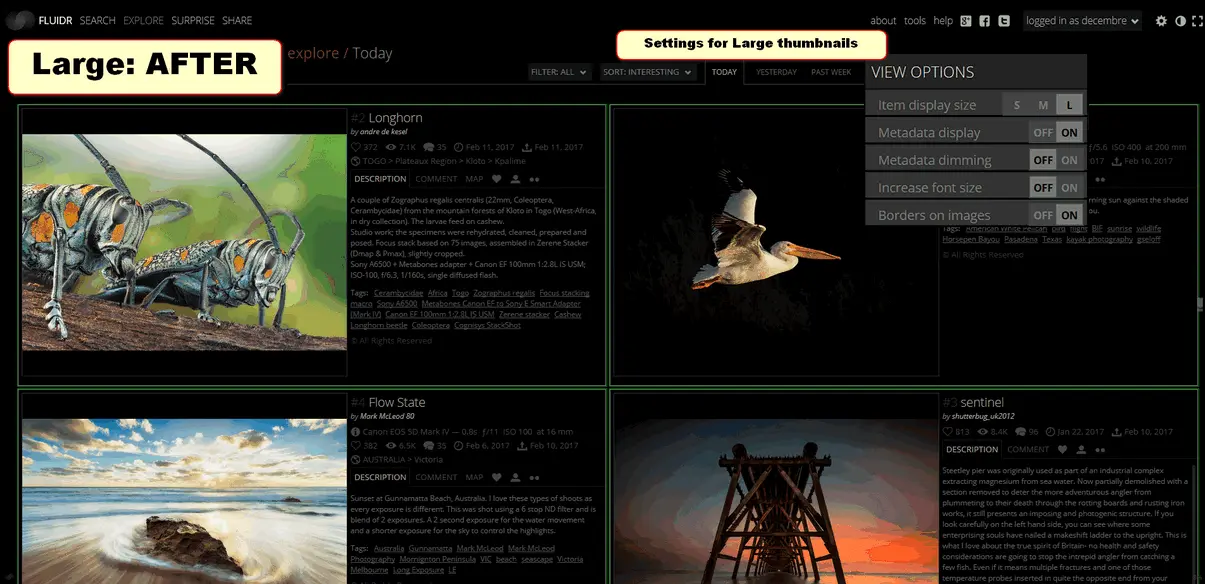 FLUIDR SEARCH EXPLORE SURPRISE SHARE
about tools help logged in as decembre
Large: AFTER
explore / Today
Settings for Large thumbnails
FILTER: ALL SORT: INTERESTING TODAY YESTERDAY PAST WEEK
VIEW OPTIONS
Item display size S M L
Metadata display OFF ON
Metadata dimming OFF ON
Increase font size OFF ON
Borders on images OFF ON
#2 Longhorn
by andre de kesel
372 7.1K 35 Feb 11, 2017 Feb 11, 2017
TOGO > Plateaux Region > Kloto > Kpalime
DESCRIPTION COMMENT MAP
A couple of Zographus regalis centralis (22mm, Coleoptera,
Cerambycidae) from the mountain forests of Kloto in Togo (West-Africa,
in dry collection). The larvae feed on cashew.
Studio work; the specimens were rehydrated, cleaned, prepared and
posed. Focus stack based on 75 images, assembled in Zerene Stacker
(Dmap & Pmax), slightly cropped.
Sony A6500 + Metabones adapter + Canon EF 100mm 1:2.8L IS USM;
ISO-100, f/6.3, 1/160s, single diffused flash.
Tags: Cerambycidae Africa Togo Zographus regalis Focus stacking
macro Sony A6500 Metabones Canon EF to Sony E Smart Adapter
(Mark IV) Canon EF 100mm 1:2.8L IS USM Zerene stacker Cashew
Longhorn beetle Coleoptera Cognisys StackShot
© All Rights Reserved
ƒ/5.6 ISO 400 at 200 mm
2017 Feb 10, 2017
rning sun against the shaded
ou.
Tags: American White Pelican bird flight BIF sunrise wildlife
Horsepen Bayou Pasadena Texas kayak photography gseloff
© All Rights Reserved
#4 Flow State
by Mark McLeod 80
Canon EOS 5D Mark IV — 0.8s ƒ/11 ISO 100 at 16 mm
382 6.5K 35 Feb 6, 2017 Feb 10, 2017
AUSTRALIA > Victoria
DESCRIPTION COMMENT MAP
Sunset at Gunnamatta Beach, Australia. I love these types of shoots as
every exposure is different. This was shot using a 6 stop ND filter and is
blend of 2 exposures. A 2 second exposure for the water movement
and a shorter exposure for the sky to control the highlights.
Tags: Australia Gunnamatta Mark McLeod Mark McLeod
Photography Mornington Peninsula VIC beach seascape Victoria
Melbourne Long Exposure LE
#3 sentinel
by shutterbug_uk2012
813 8.4K 96 Jan 22, 2017 Feb 10, 2017
DESCRIPTION COMMENT
Steetley pier was originally used as part of an industrial complex
extracting magnesium from sea water. Now partially demolished with a
section removed to deter the more adventurous angler from
plummeting to their death through the rotting boards and rusting iron
works, it still presents an imposing and photogenic structure. If you
look carefully on the left hand side, you can see where some
enterprising souls have nailed a makeshift ladder to the upright. This is
what I love about the true spirit of Britain- no health and safety
considerations are going to stop the intrepid angler from catching a
few fish. Even if it means multiple fractures and one of those
temperature probes inserted in quite the opposite end from your